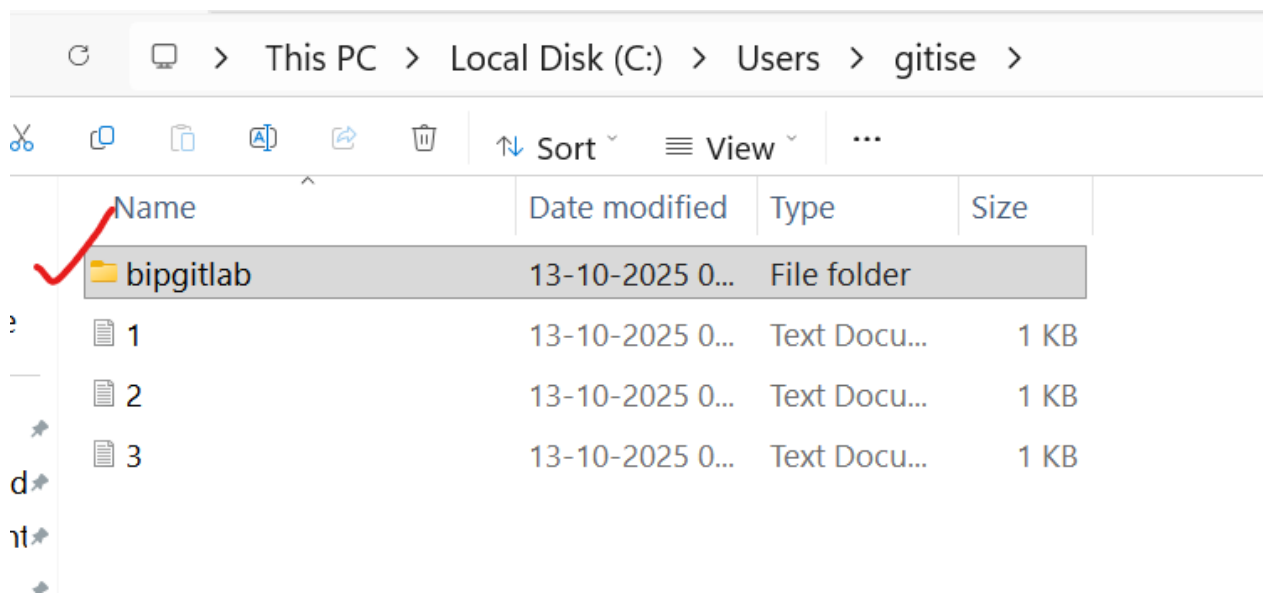 This PC > Local Disk (C:) > Users > gitise >
Sort View ...
Name Date modified Type Size
bipgitlab 13-10-2025 0... File folder
1 13-10-2025 0... Text Docu... 1 KB
2 13-10-2025 0... Text Docu... 1 KB
3 13-10-2025 0... Text Docu... 1 KB